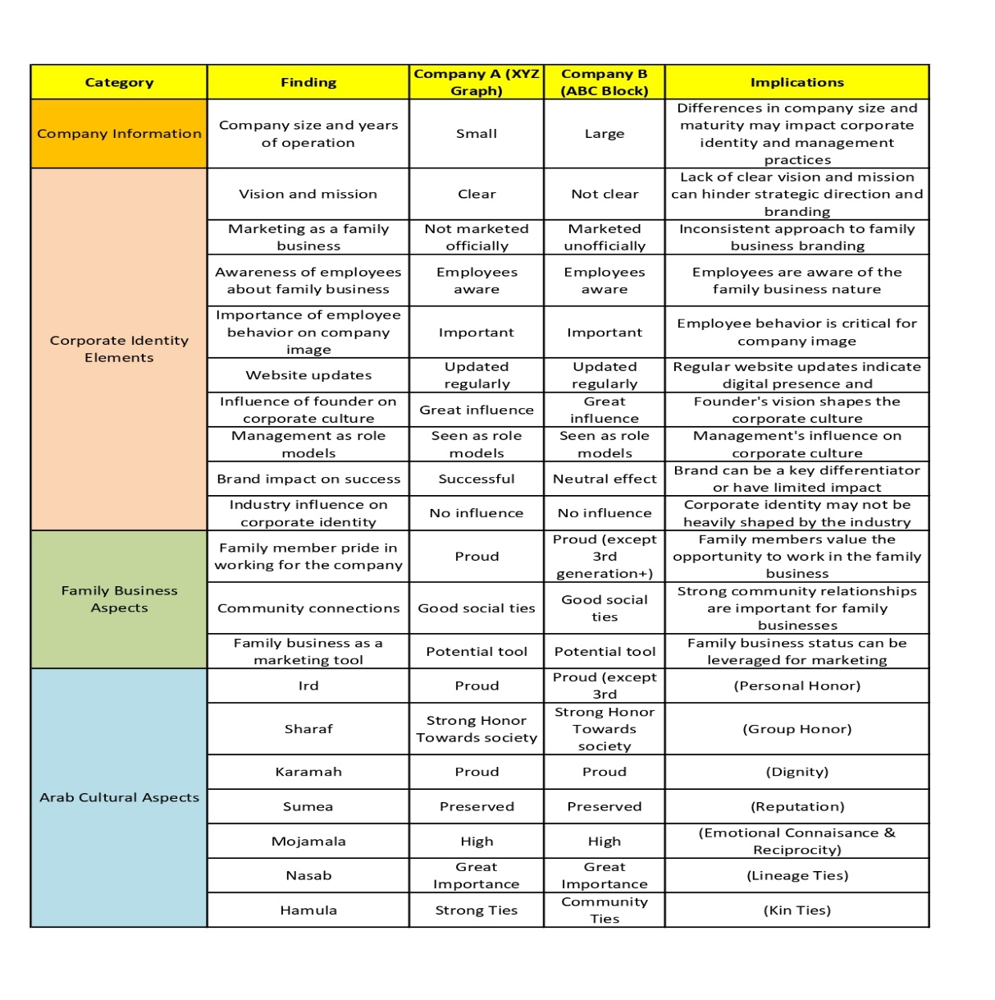 Category
Finding
Company A (XYZ
Graph)
Company B
(ABC Block)
Implications
Company Information
Company size and years
of operation
Small
Large
Differences in company size and
maturity may impact corporate
identity and management
practices
Corporate Identity
Elements
Vision and mission
Clear
Not clear
Lack of clear vision and mission
can hinder strategic direction and
branding
Marketing as a family
business
Not marketed
officially
Marketed
unofficially
Inconsistent approach to family
business branding
Awareness of employees
about family business
Employees
aware
Employees
aware
Employees are aware of the
family business nature
Importance of employee
behavior on company
image
Important
Important
Employee behavior is critical for
company image
Website updates
Updated
regularly
Updated
regularly
Regular website updates indicate
digital presence and
Influence of founder on
corporate culture
Great influence
Great
influence
Founder's vision shapes the
corporate culture
Management as role
models
Seen as role
models
Seen as role
models
Management's influence on
corporate culture
Brand impact on success
Successful
Neutral effect
Brand can be a key differentiator
or have limited impact
Industry influence on
corporate identity
No influence
No influence
Corporate identity may not be
heavily shaped by the industry
Family Business
Aspects
Family member pride in
working for the company
Proud
Proud (except
3rd
generation+)
Family members value the
opportunity to work in the family
business
Community connections
Good social ties
Good social
ties
Strong community relationships
are important for family
businesses
Family business as a
marketing tool
Potential tool
Potential tool
Family business status can be
leveraged for marketing
Arab Cultural Aspects
Ird
Proud
Proud (except
3rd
(Personal Honor)
Sharaf
Strong Honor
Towards society
Strong Honor
Towards
society
(Group Honor)
Karamah
Proud
Proud
(Dignity)
Sumea
Preserved
Preserved
(Reputation)
Mojamala
High
High
(Emotional Connaisance &
Reciprocity)
Nasab
Great
Importance
Great
Importance
(Lineage Ties)
Hamula
Strong Ties
Community
Ties
(Kin Ties)